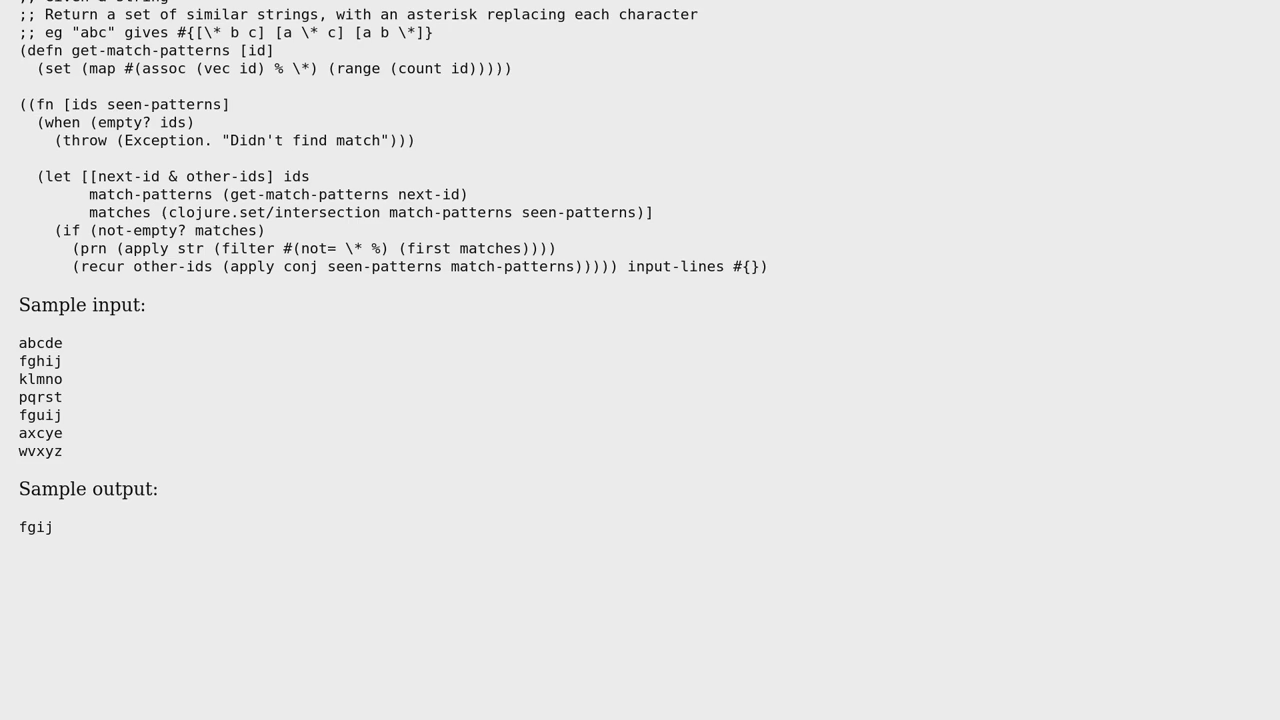 ;; Given a string
;; Return a set of similar strings, with an asterisk replacing each character
;; eg "abc" gives #{[\* b c] [a \* c] [a b \*]}
(defn get-match-patterns [id]
  (set (map #(assoc (vec id) % \*) (range (count id)))))

((fn [ids seen-patterns]
  (when (empty? ids)
    (throw (Exception. "Didn't find match")))

  (let [[next-id & other-ids] ids
        match-patterns (get-match-patterns next-id)
        matches (clojure.set/intersection match-patterns seen-patterns)]
    (if (not-empty? matches)
      (prn (apply str (filter #(not= \* %) (first matches))))
      (recur other-ids (apply conj seen-patterns match-patterns))))) input-lines #{})

Sample input:

abcde
fghij
klmno
pqrst
fguij
axcye
wvxyz

Sample output:

fgij